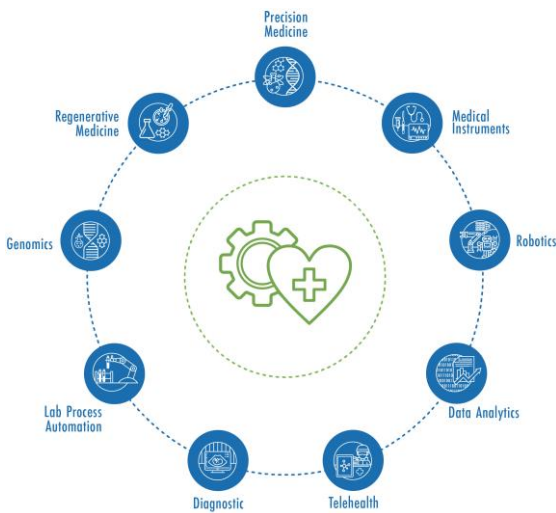 Precision
Medicine
Medical
Instruments
Robotics
Data Analytics
Telehealth
Diagnostic
Lab Process
Automation
Genomics
Regenerative
Medicine